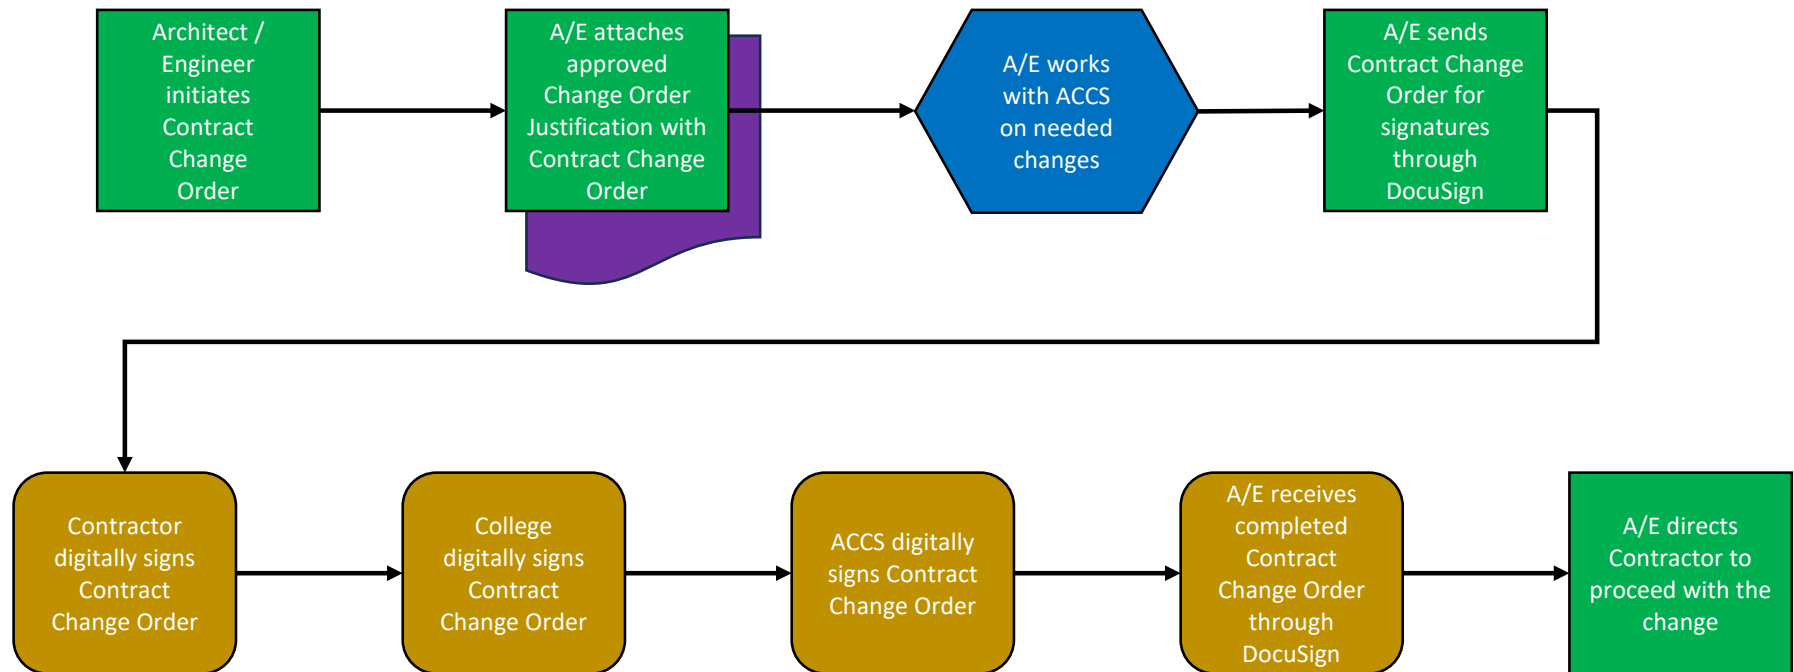 Architect /
Engineer
initiates
Contract
Change
Order
A/E attaches
approved
Change Order
Justification with
Contract Change
Order
A/E works
with ACCS
on needed
changes
A/E sends
Contract Change
Order for
signatures
through
DocuSign
Contractor
digitally signs
Contract
Change Order
College
digitally signs
Contract
Change Order
ACCS digitally
signs Contract
Change Order
A/E receives
completed
Contract
Change Order
through
DocuSign
A/E directs
Contractor to
proceed with the
change